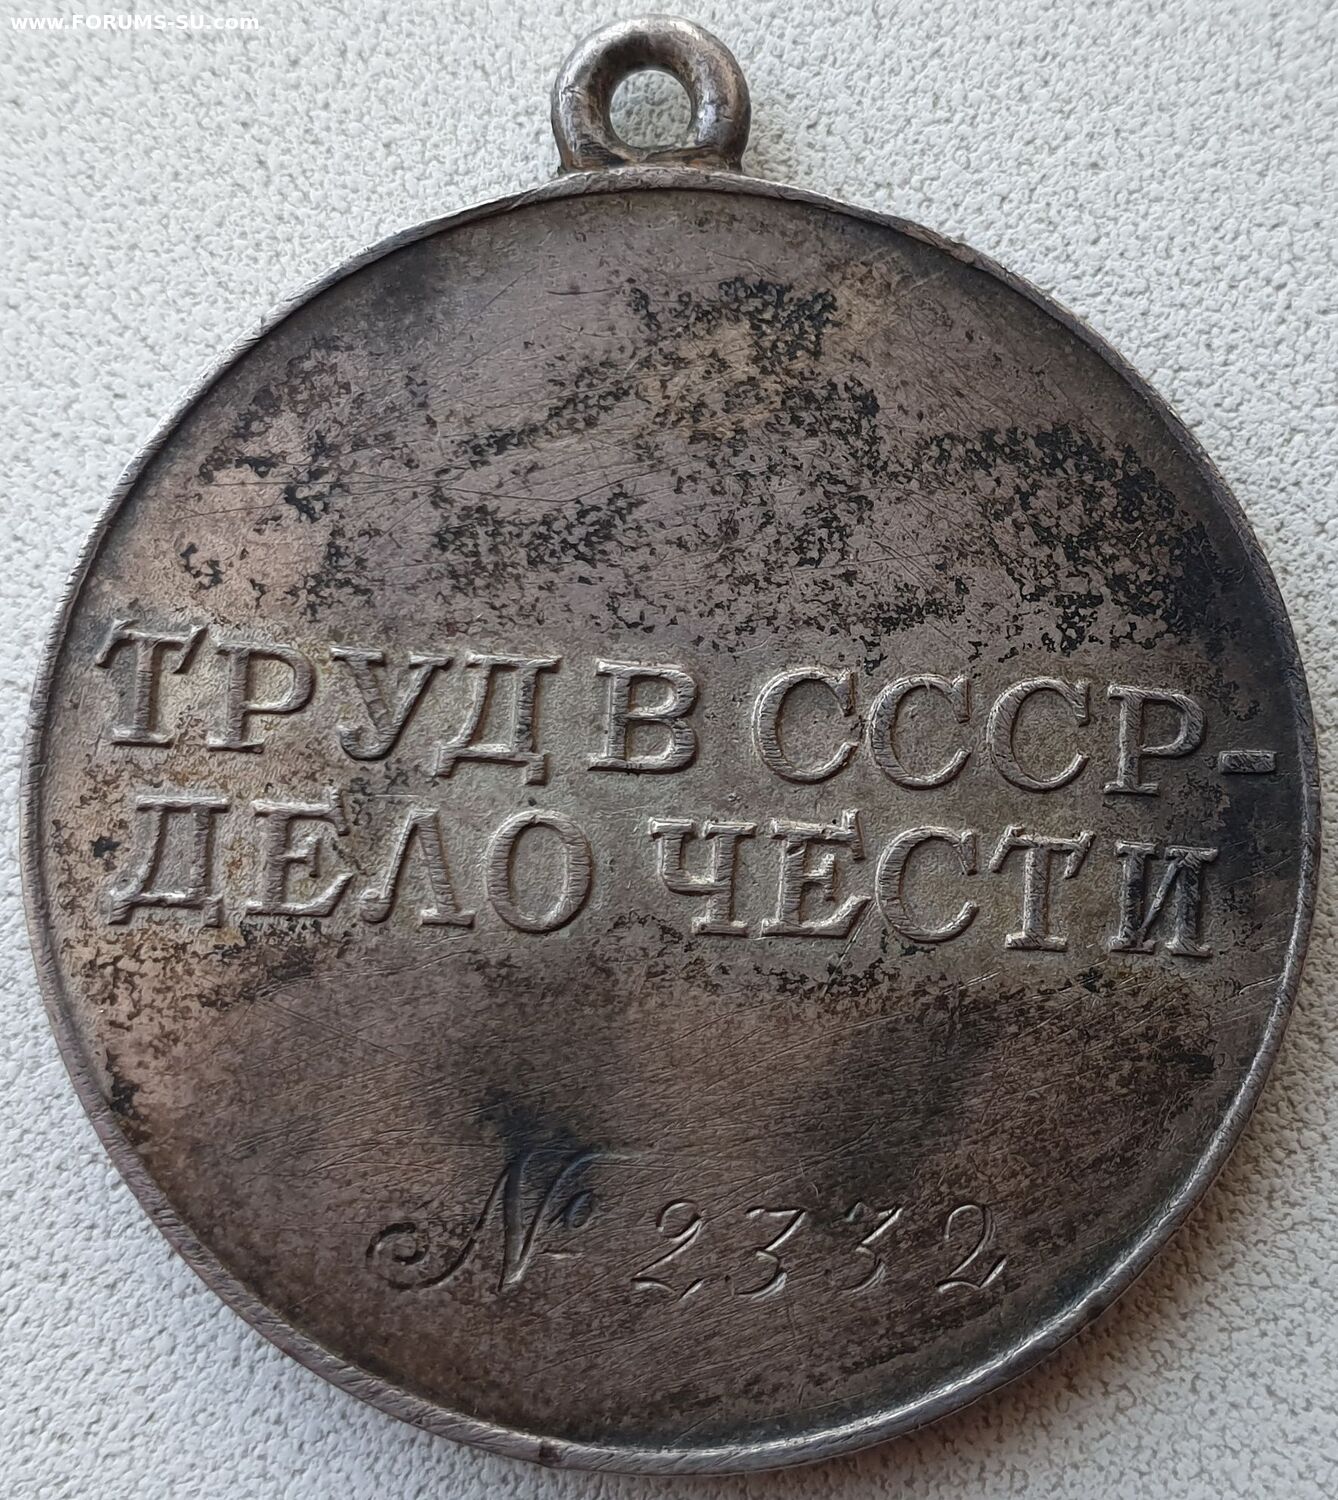 www.FORUMS-SU.com
ТРУД В СССР-
ДЕЛО ЧЕСТИ
№ 2332